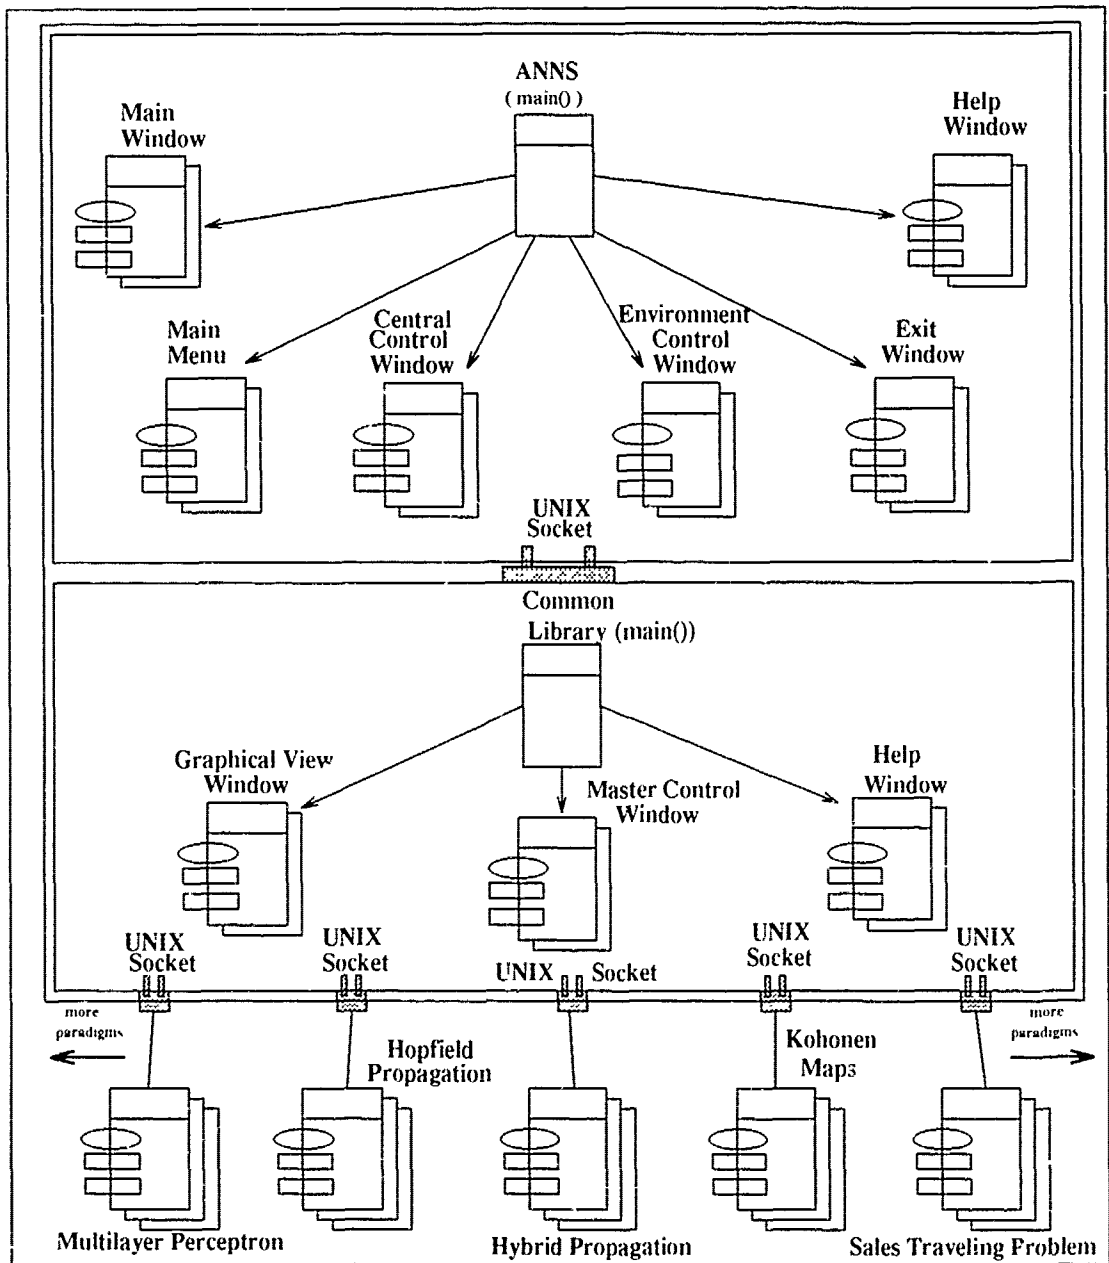 ANNS
( main()  )
Main
Window
Help
Window
Main
Menu
Central
Control
Window
Environment
Control
Window
Exit
Window
UNIX
Socket
Common
Library (main())
Graphical View
Window
Master Control
Window
Help
Window
UNIX
Socket
UNIX
Socket
UNIX Socket
UNIX
Socket
UNIX
Socket
more
paradigms
more
paradigms
Hopfield
Propagation
Kohonen
Maps
Multilayer Perceptron
Hybrid Propagation
Sales Traveling Problem